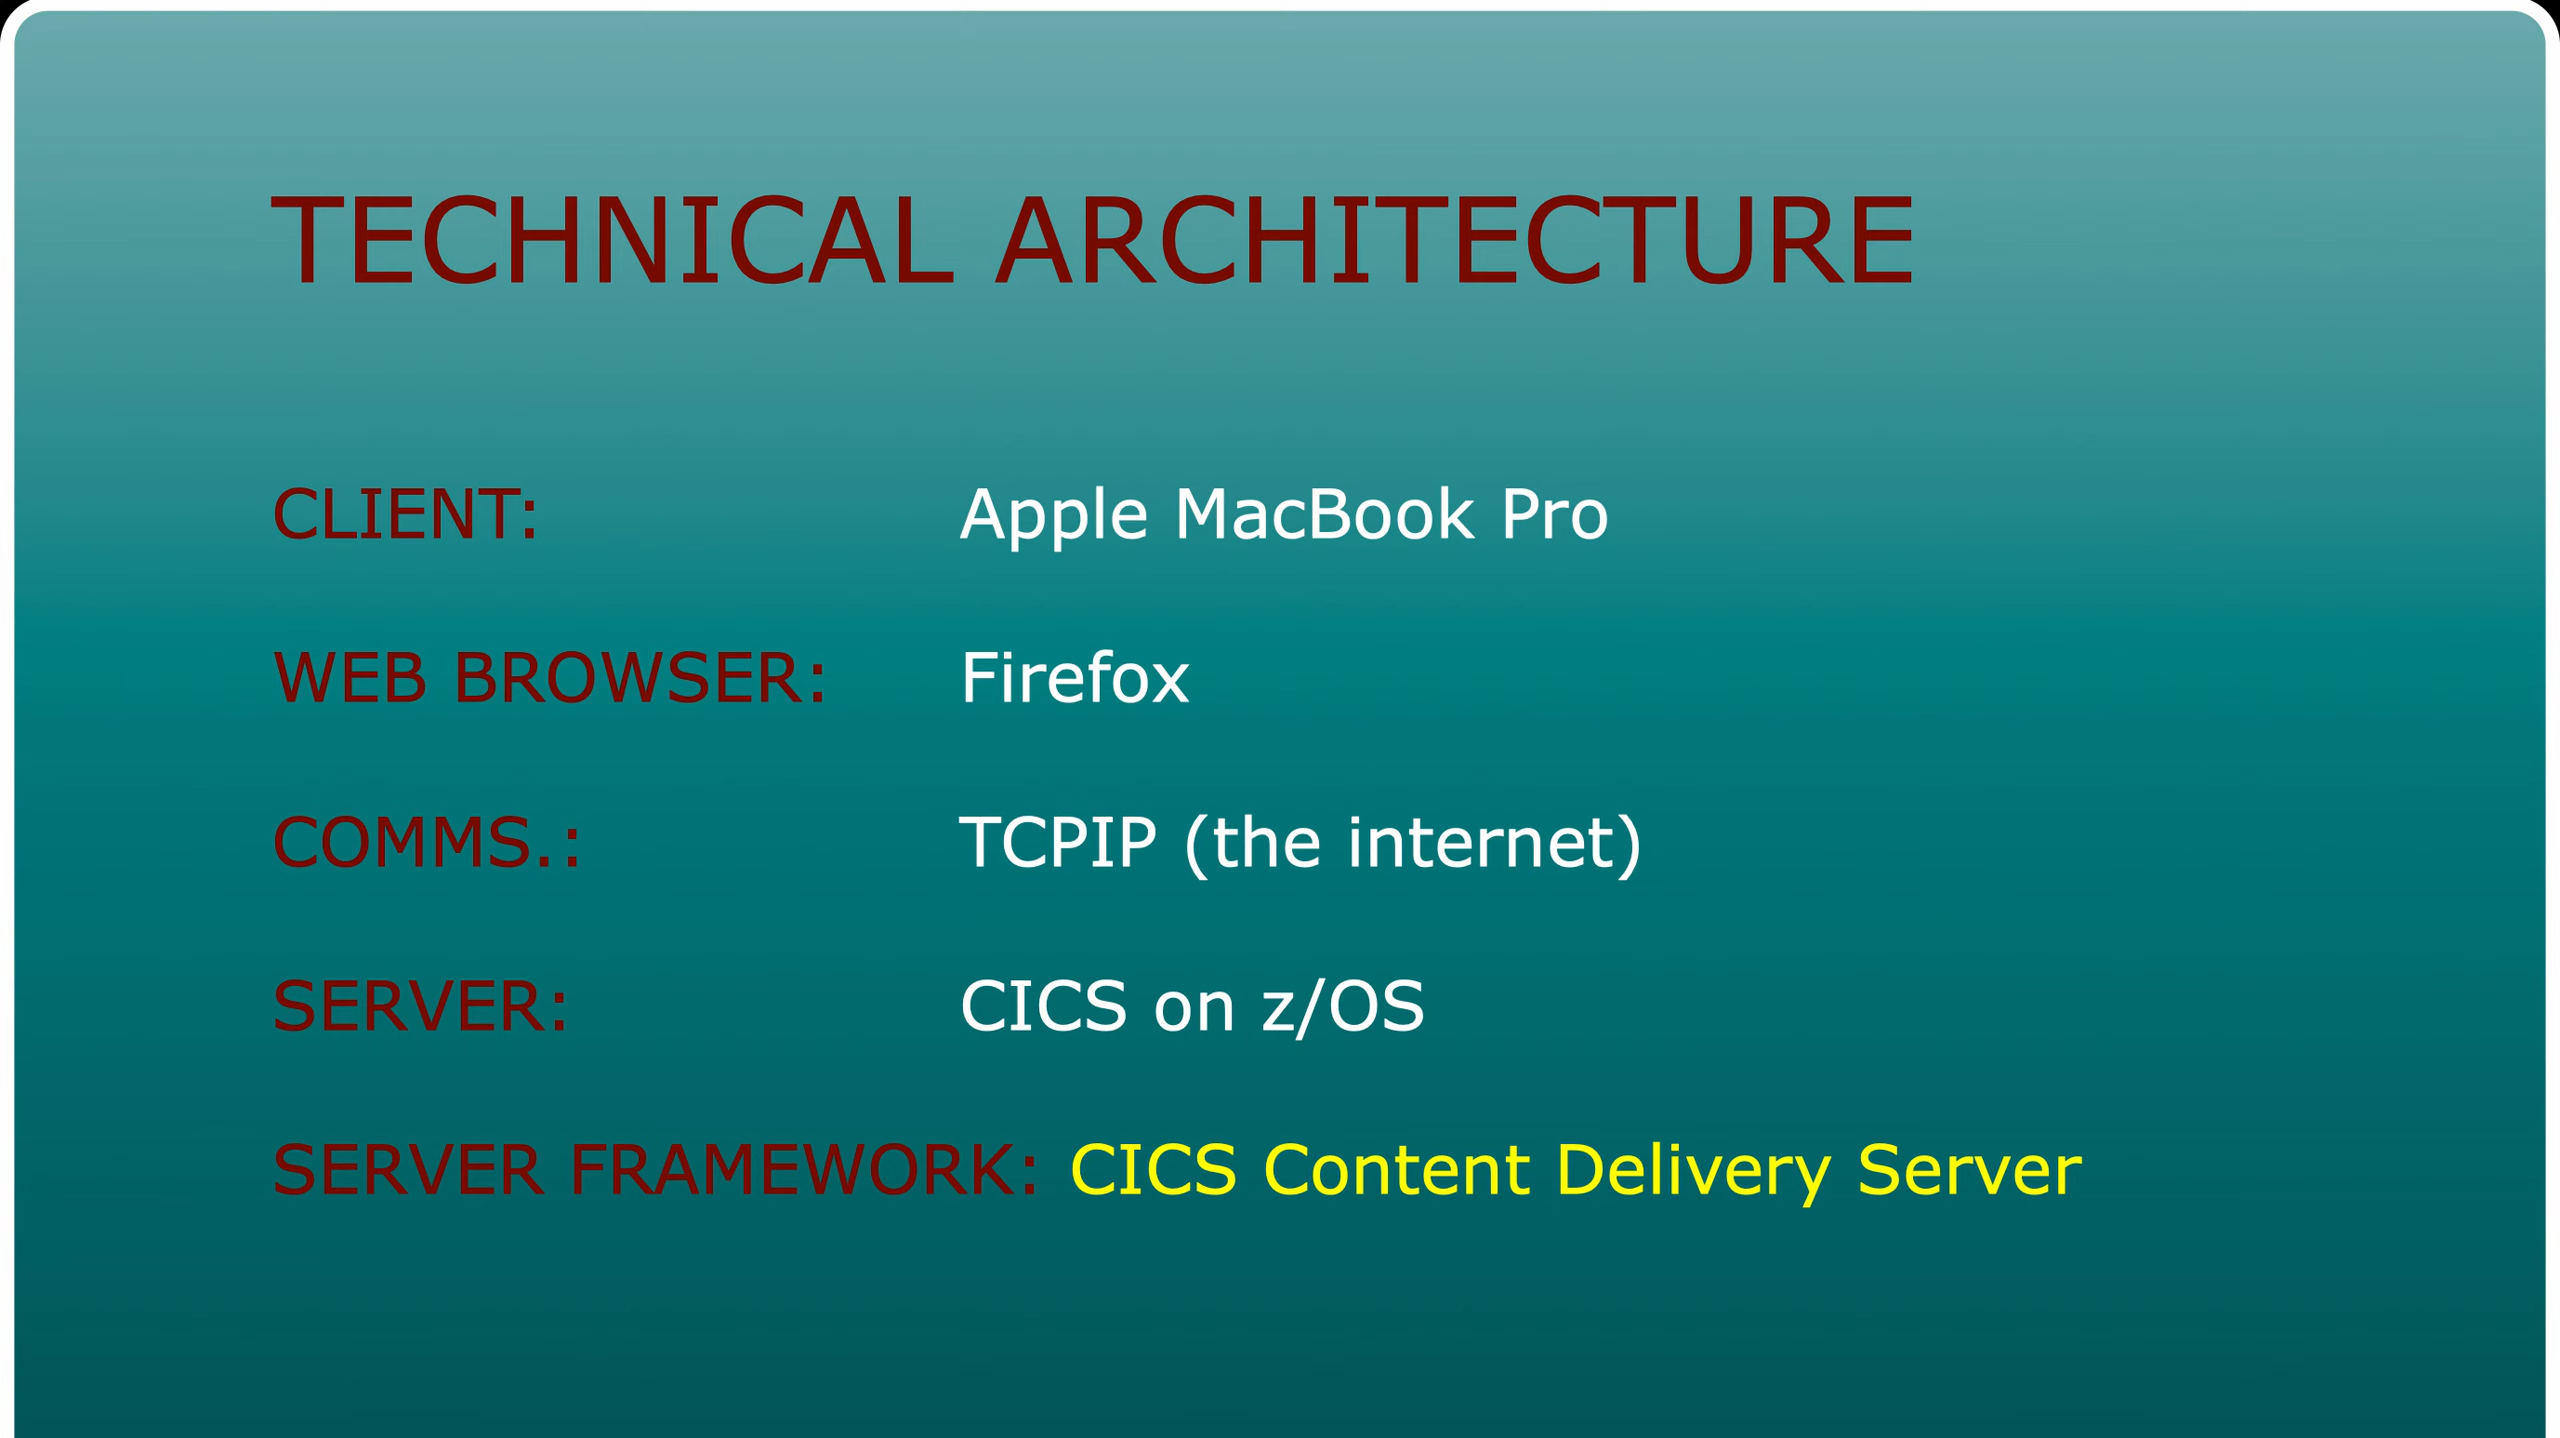 TECHNICAL ARCHITECTURE
CLIENT: Apple MacBook Pro
WEB BROWSER: Firefox
COMMS.: TCPIP (the internet)
SERVER: CICS on z/OS
SERVER FRAMEWORK: CICS Content Delivery Server